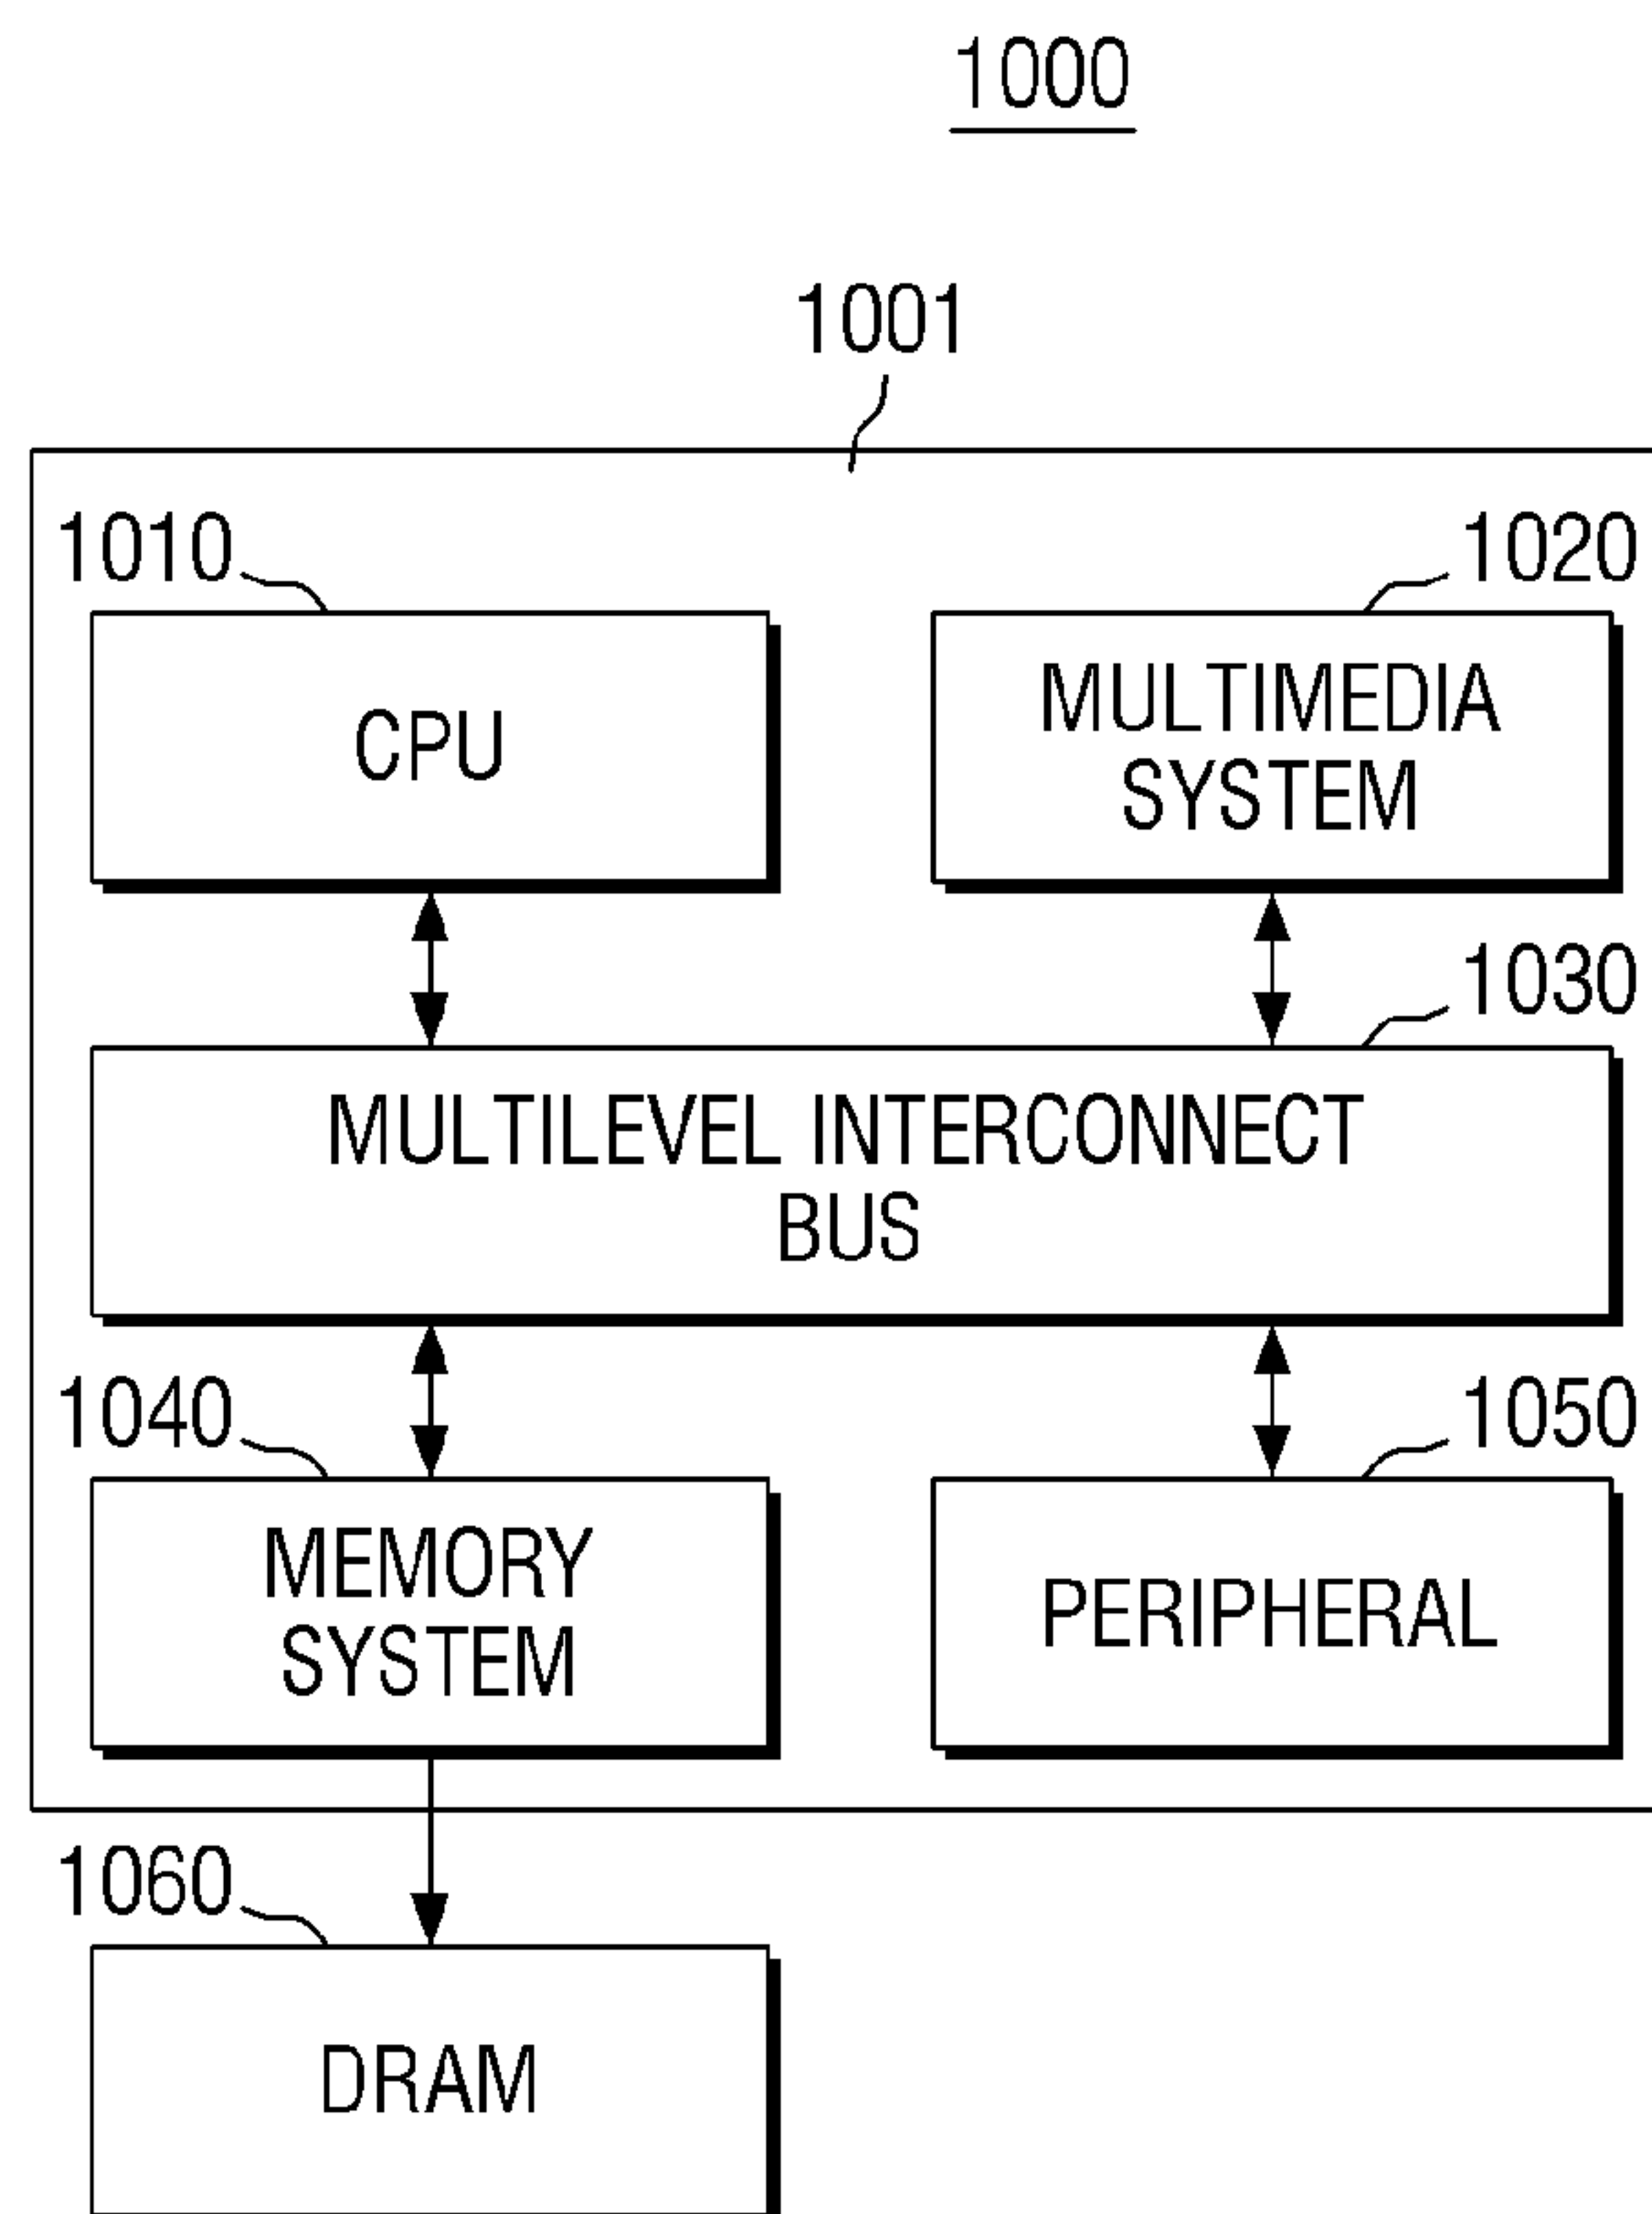 1000
1001
1010
1020
CPU
MULTIMEDIA
SYSTEM
1030
MULTILEVEL INTERCONNECT
BUS
1040
1050
MEMORY
SYSTEM
PERIPHERAL
1060
DRAM